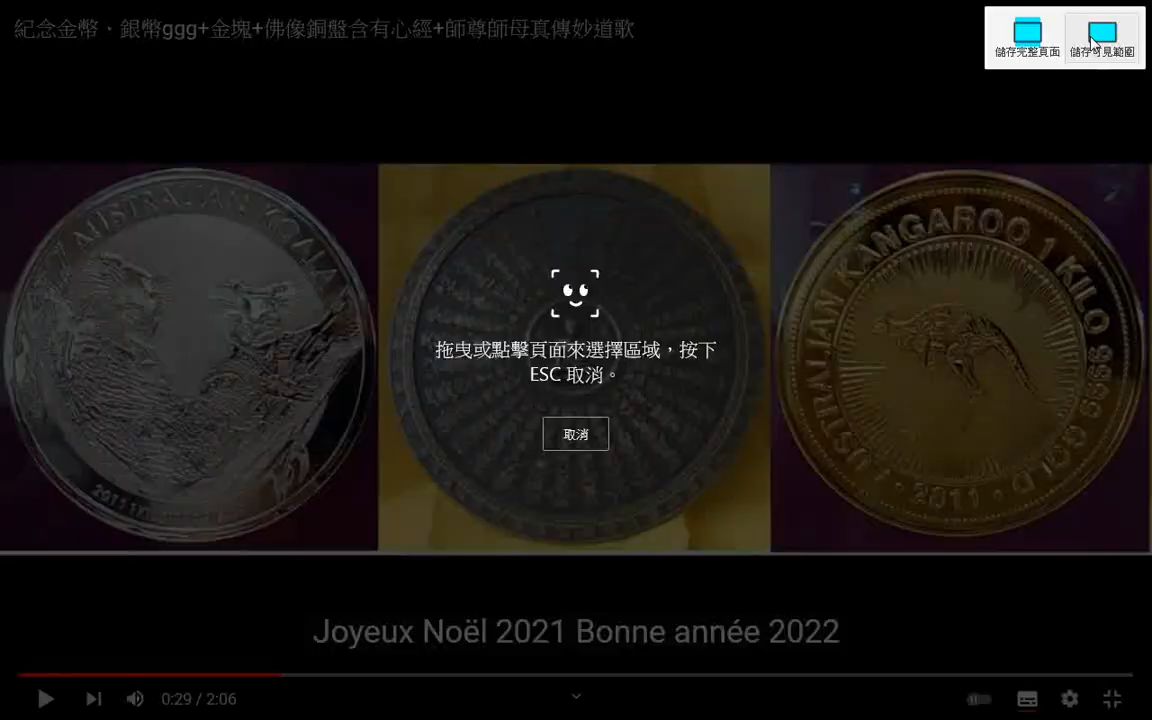 紀念金幣·銀幣ggg+金塊+佛像銅盤含有心經+師尊師母真傳妙道歌
儲存完整頁面
儲存可見範圍
AUSTRALIAN KOALA
AUSTRALIAN KANGAROO 1 KILO 9999 GOLD
· 2011 ·
拖曳或點擊頁面來選擇區域，按下
ESC 取消。
取消
Joyeux Noël 2021 Bonne année 2022
0:29 / 2:06